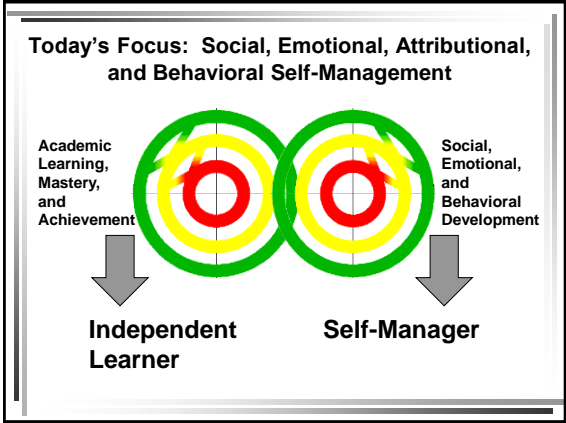 Today's Focus:  Social, Emotional, Attributional,
and Behavioral Self-Management
Academic
Learning,
Mastery,
and
Achievement
Social,
Emotional,
and
Behavioral
Development
Independent
Learner
Self-Manager